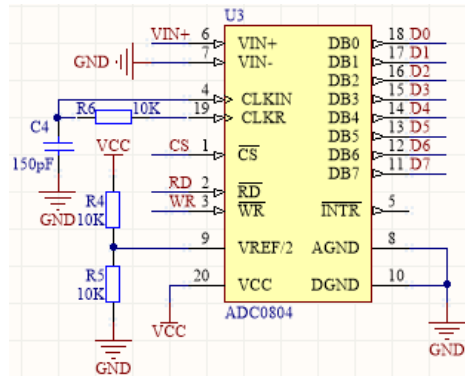 U3
VIN+ 6 VIN+ DB0 18 D0
GND 7 VIN- DB1 17 D1
DB2 16 D2
4 CLKIN DB3 15 D3
R6 10K 19 CLKR DB4 14 D4
C4 DB5 13 D5
150pF CS 1 CS DB6 12 D6
VCC DB7 11 D7
GND RD 2 RD
R4 10K WR 3 WR INTR 5
9 VREF/2 AGND 8
R5 10K 20 VCC DGND 10
VCC ADC0804
GND GND